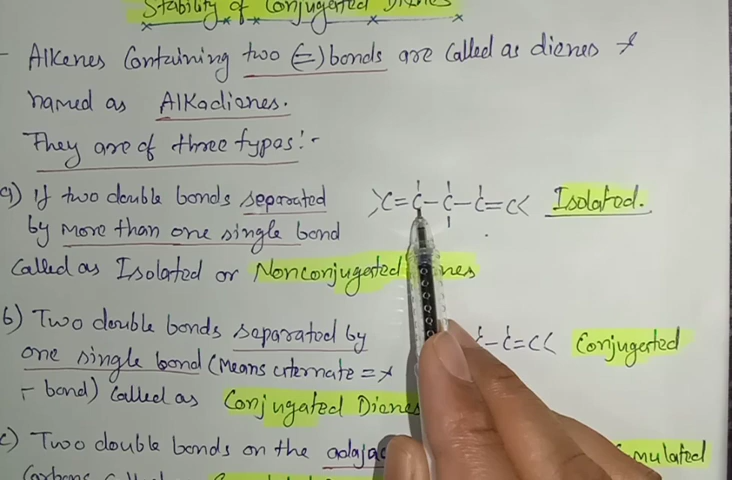 Stability of Conjugated Dienes
- Alkenes Containing two (=) bonds are called as dienes &
named as Alkadienes.
They are of three types:-
a) If two double bonds separated >C=C-C-C=C< Isolated.
by more than one single bond
Called as Isolated or Nonconjugated
b) Two double bonds separated by C-C=C< Conjugated
one single bond (Means alternate = &
- bond) Called as Conjugated Dienes
c) Two double bonds on the mulated
Carbons